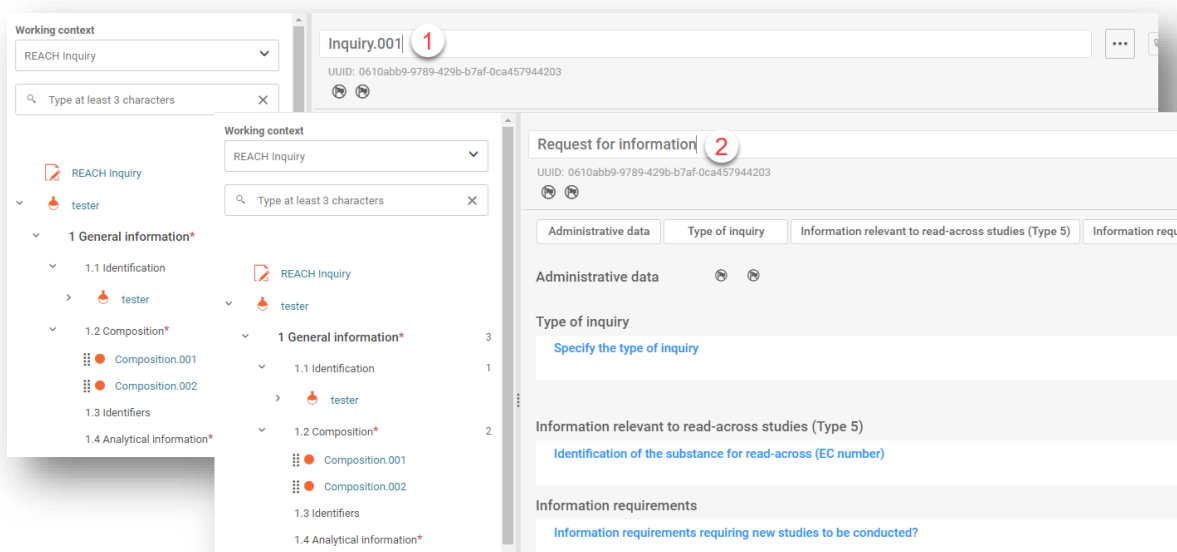 Working context
REACH Inquiry
Type at least 3 characters
REACH Inquiry
tester
1 General information*
1.1 Identification
tester
1.2 Composition*
Composition.001
Composition.002
1.3 Identifiers
1.4 Analytical information*
Inquiry.001
1
UUID: 0610abb9-9789-429b-b7af-0ca457944203
Working context
REACH Inquiry
Type at least 3 characters
REACH Inquiry
tester
1 General information* 3
1.1 Identification 1
tester
1.2 Composition* 2
Composition.001
Composition.002
1.3 Identifiers
1.4 Analytical information*
Request for information
2
UUID: 0610abb9-9789-429b-b7af-0ca457944203
Administrative data Type of inquiry Information relevant to read-across studies (Type 5) Information requ
Administrative data
Type of inquiry
Specify the type of inquiry
Information relevant to read-across studies (Type 5)
Identification of the substance for read-across (EC number)
Information requirements
Information requirements requiring new studies to be conducted?